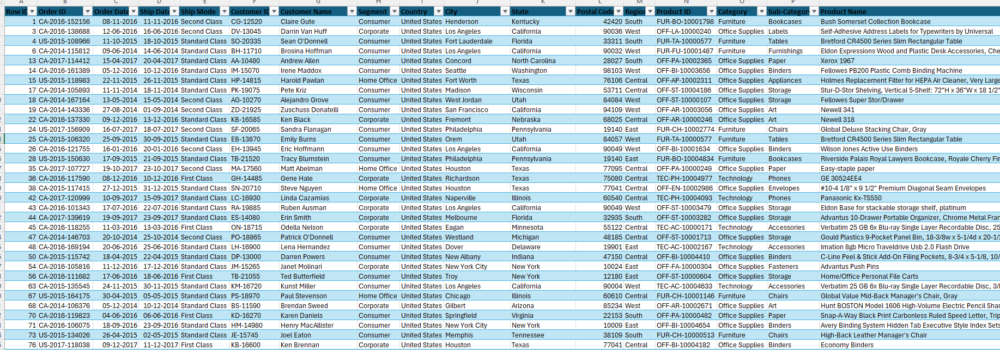 A B C D E F G H I J K L M N O P
Row ID Order ID Order Date Ship Date Ship Mode Customer ID Customer Name Segment Country City State Postal Code Region Product ID Category Sub-Category Product Name
1 CA-2016-152156 08-11-2016 11-11-2016 Second Class CG-12520 Claire Gute Consumer United States Henderson Kentucky 42420 South FUR-BO-10001798 Furniture Bookcases Bush Somerset Collection Bookcase
3 CA-2016-138688 12-06-2016 16-06-2016 Second Class DV-13045 Darrin Van Huff Corporate United States Los Angeles California 90036 West OFF-LA-10000240 Office Supplies Labels Self-Adhesive Address Labels for Typewriters by Universal
4 US-2015-108966 11-10-2015 18-10-2015 Standard Class SO-20335 Sean O'Donnell Consumer United States Fort Lauderdale Florida 33311 South FUR-TA-10000577 Furniture Tables Bretford CR4500 Series Slim Rectangular Table
6 CA-2014-115812 09-06-2014 14-06-2014 Standard Class BH-11710 Brosina Hoffman Consumer United States Los Angeles California 90032 West FUR-FU-10001487 Furniture Furnishings Eldon Expressions Wood and Plastic Desk Accessories, Che
13 CA-2017-114412 15-04-2017 20-04-2017 Standard Class AA-10480 Andrew Allen Consumer United States Concord North Carolina 28027 South OFF-PA-10002365 Office Supplies Paper Xerox 1967
14 CA-2016-161389 05-12-2016 10-12-2016 Standard Class IM-15070 Irene Maddox Consumer United States Seattle Washington 98103 West OFF-BI-10003656 Office Supplies Binders Fellowes PB200 Plastic Comb Binding Machine
15 US-2015-118983 22-11-2015 26-11-2015 Standard Class HP-14815 Harold Pawlan Home Office United States Fort Worth Texas 76106 Central OFF-AP-10002311 Office Supplies Appliances Holmes Replacement Filter for HEPA Air Cleaner, Very Large
17 CA-2014-105893 11-11-2014 18-11-2014 Standard Class PK-19075 Pete Kriz Consumer United States Madison Wisconsin 53711 Central OFF-ST-10004186 Office Supplies Storage Stur-D-Stor Shelving, Vertical 5-Shelf: 72"H x 36"W x 18 1/2"
18 CA-2014-167164 13-05-2014 15-05-2014 Second Class AG-10270 Alejandro Grove Consumer United States West Jordan Utah 84084 West OFF-ST-10000107 Office Supplies Storage Fellowes Super Stor/Drawer
19 CA-2014-143336 27-08-2014 01-09-2014 Second Class ZD-21925 Zuschuss Donatelli Consumer United States San Francisco California 94109 West OFF-AR-10003056 Office Supplies Art Newell 341
22 CA-2016-137330 09-12-2016 13-12-2016 Standard Class KB-16585 Ken Black Corporate United States Fremont Nebraska 68025 Central OFF-AR-10000246 Office Supplies Art Newell 318
24 US-2017-156909 16-07-2017 18-07-2017 Second Class SF-20065 Sandra Flanagan Consumer United States Philadelphia Pennsylvania 19140 East FUR-CH-10002774 Furniture Chairs Global Deluxe Stacking Chair, Gray
25 CA-2015-106320 25-09-2015 30-09-2015 Standard Class EB-13870 Emily Burns Consumer United States Orem Utah 84057 West FUR-TA-10000577 Furniture Tables Bretford CR4500 Series Slim Rectangular Table
26 CA-2016-121755 16-01-2016 20-01-2016 Second Class EH-13945 Eric Hoffmann Consumer United States Los Angeles California 90049 West OFF-BI-10001634 Office Supplies Binders Wilson Jones Active Use Binders
28 US-2015-150630 17-09-2015 21-09-2015 Standard Class TB-21520 Tracy Blumstein Consumer United States Philadelphia Pennsylvania 19140 East FUR-BO-10004834 Furniture Bookcases Riverside Palais Royal Lawyers Bookcase, Royale Cherry Fin
35 CA-2017-107727 19-10-2017 23-10-2017 Second Class MA-17560 Matt Abelman Home Office United States Houston Texas 77095 Central OFF-PA-10000249 Office Supplies Paper Easy-staple paper
36 CA-2016-117590 08-12-2016 10-12-2016 First Class GH-14485 Gene Hale Corporate United States Richardson Texas 75080 Central TEC-PH-10004977 Technology Phones GE 30524EE4
38 CA-2015-117415 27-12-2015 31-12-2015 Standard Class SN-20710 Steve Nguyen Home Office United States Houston Texas 77041 Central OFF-EN-10002986 Office Supplies Envelopes #10-4 1/8" x 9 1/2" Premium Diagonal Seam Envelopes
42 CA-2017-120999 10-09-2017 15-09-2017 Standard Class LC-16930 Linda Cazamias Corporate United States Naperville Illinois 60540 Central TEC-PH-10004093 Technology Phones Panasonic Kx-TS550
43 CA-2016-101343 17-07-2016 22-07-2016 Standard Class RA-19885 Ruben Ausman Corporate United States Los Angeles California 90049 West OFF-ST-10003479 Office Supplies Storage Eldon Base for stackable storage shelf, platinum
44 CA-2017-139619 19-09-2017 23-09-2017 Standard Class ES-14080 Erin Smith Corporate United States Melbourne Florida 32935 South OFF-ST-10003282 Office Supplies Storage Advantus 10-Drawer Portable Organizer, Chrome Metal Fran
45 CA-2016-118255 11-03-2016 13-03-2016 First Class ON-18715 Odella Nelson Corporate United States Eagan Minnesota 55122 Central TEC-AC-10000171 Technology Accessories Verbatim 25 GB 6x Blu-ray Single Layer Recordable Disc, 25
47 CA-2014-146703 20-10-2014 25-10-2014 Second Class PO-18865 Patrick O'Donnell Consumer United States Westland Michigan 48185 Central OFF-ST-10001713 Office Supplies Storage Gould Plastics 9-Pocket Panel Bin, 18-3/8w x 5-1/4d x 20-1/2
48 CA-2016-169194 20-06-2016 25-06-2016 Standard Class LH-16900 Lena Hernandez Consumer United States Dover Delaware 19901 East TEC-AC-10002167 Technology Accessories Imation 8gb Micro Traveldrive Usb 2.0 Flash Drive
50 CA-2015-115742 18-04-2015 22-04-2015 Standard Class DP-13000 Darren Powers Consumer United States New Albany Indiana 47150 Central OFF-BI-10004410 Office Supplies Binders C-Line Peel & Stick Add-On Filing Pockets, 8-3/4 x 5-1/8, 10/
54 CA-2016-105816 11-12-2016 17-12-2016 Standard Class JM-15265 Janet Molinari Corporate United States New York City New York 10024 East OFF-FA-10000304 Office Supplies Fasteners Advantus Push Pins
56 CA-2016-111682 17-06-2016 18-06-2016 First Class TB-21055 Ted Butterfield Consumer United States Troy New York 12180 East OFF-ST-10000604 Office Supplies Storage Home/Office Personal File Carts
63 CA-2015-135545 24-11-2015 30-11-2015 Standard Class KM-16720 Kunst Miller Consumer United States Los Angeles California 90004 West TEC-AC-10004633 Technology Accessories Verbatim 25 GB 6x Blu-ray Single Layer Recordable Disc, 3/
67 US-2015-164175 30-04-2015 05-05-2015 Standard Class PS-18970 Paul Stevenson Home Office United States Chicago Illinois 60610 Central FUR-CH-10001146 Furniture Chairs Global Value Mid-Back Manager's Chair, Gray
68 CA-2014-106376 05-12-2014 10-12-2014 Standard Class BS-11590 Brendan Sweed Corporate United States Gilbert Arizona 85234 West OFF-AR-10002671 Office Supplies Art Hunt BOSTON Model 1606 High-Volume Electric Pencil Shar
70 CA-2016-119823 04-06-2016 06-06-2016 First Class KD-16270 Karen Daniels Consumer United States Springfield Virginia 22153 South OFF-PA-10000482 Office Supplies Paper Snap-A-Way Black Print Carbonless Ruled Speed Letter, Trip
71 CA-2016-106075 18-09-2016 23-09-2016 Standard Class HM-14980 Henry MacAllister Consumer United States New York City New York 10009 East OFF-BI-10004654 Office Supplies Binders Avery Binding System Hidden Tab Executive Style Index Sets
73 US-2015-134026 26-04-2015 02-05-2015 Standard Class JE-15745 Joel Eaton Consumer United States Memphis Tennessee 38109 South FUR-CH-10000513 Furniture Chairs High-Back Leather Manager's Chair
76 US-2017-118038 09-12-2017 11-12-2017 First Class KB-16600 Ken Brennan Corporate United States Houston Texas 77041 Central OFF-BI-10004182 Office Supplies Binders Economy Binders